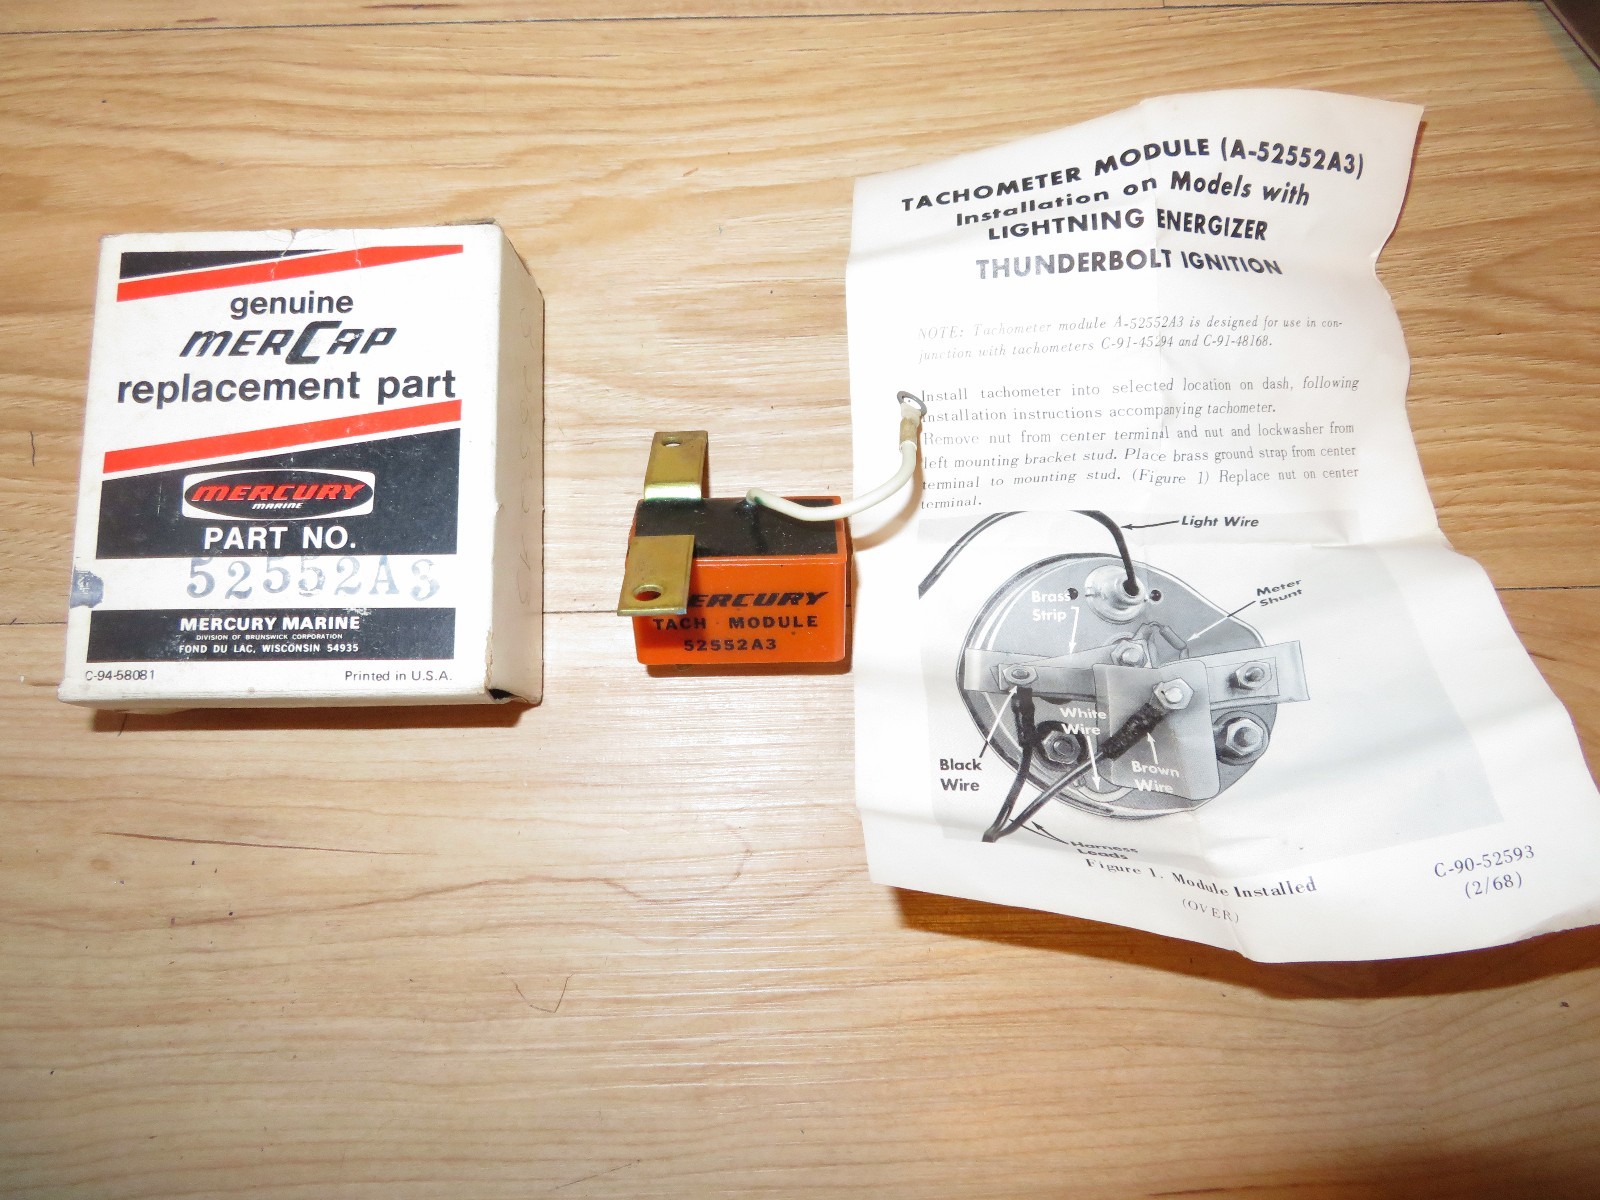 genuine
merCap
replacement part
MERCURY
MARINE
PART NO.
52552A3
MERCURY MARINE
DIVISION OF BRUNSWICK CORPORATION
FOND DU LAC, WISCONSIN 54935
C-94-58081 Printed in U.S.A.
ERCURY
TACH MODULE
52552A3
TACHOMETER MODULE (A-52552A3)
Installation on Models with
LIGHTNING ENERGIZER
THUNDERBOLT IGNITION
NOTE: Tachometer module A-52552A3 is designed for use in con-
junction with tachometers C-91-45294 and C-91-48168.
Install tachometer into selected location on dash, following
installation instructions accompanying tachometer.
Remove nut from center terminal and nut and lockwasher from
left mounting bracket stud. Place brass ground strap from center
terminal to mounting stud. (Figure 1) Replace nut on center
terminal.
Light Wire
Brass
Strip
Meter
Shunt
White
Wire
Black
Wire
Brown
Wire
Harness
Leads
Figure 1. Module Installed
(OVER)
C-90-52593
(2/68)